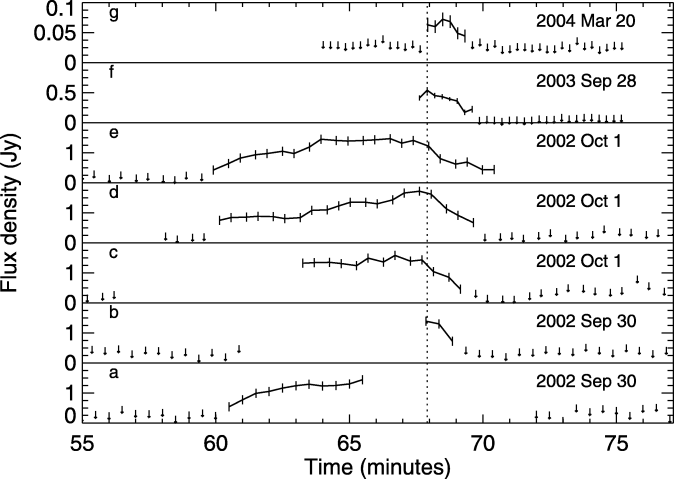 0.1
g
2004 Mar 20
0.05
0
f
2003 Sep 28
0.5
0
e
2002 Oct 1
1
0
d
2002 Oct 1
1
0
c
2002 Oct 1
1
0
b
2002 Sep 30
1
0
a
2002 Sep 30
1
0
Flux density (Jy)
55 60 65 70 75
Time (minutes)